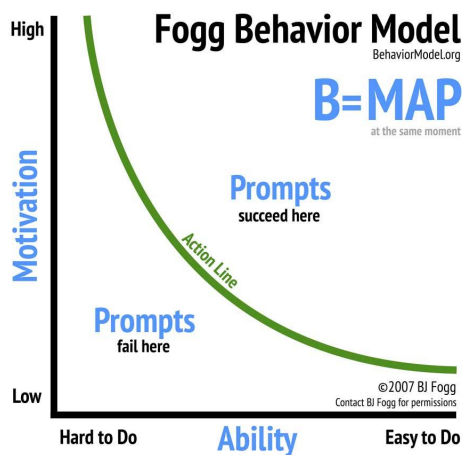 High
Fogg Behavior Model
BehaviorModel.org
B=MAP
at the same moment
Motivation
Prompts
succeed here
Action Line
Prompts
fail here
Low
©2007 BJ Fogg
Contact BJ Fogg for permissions
Hard to Do
Ability
Easy to Do